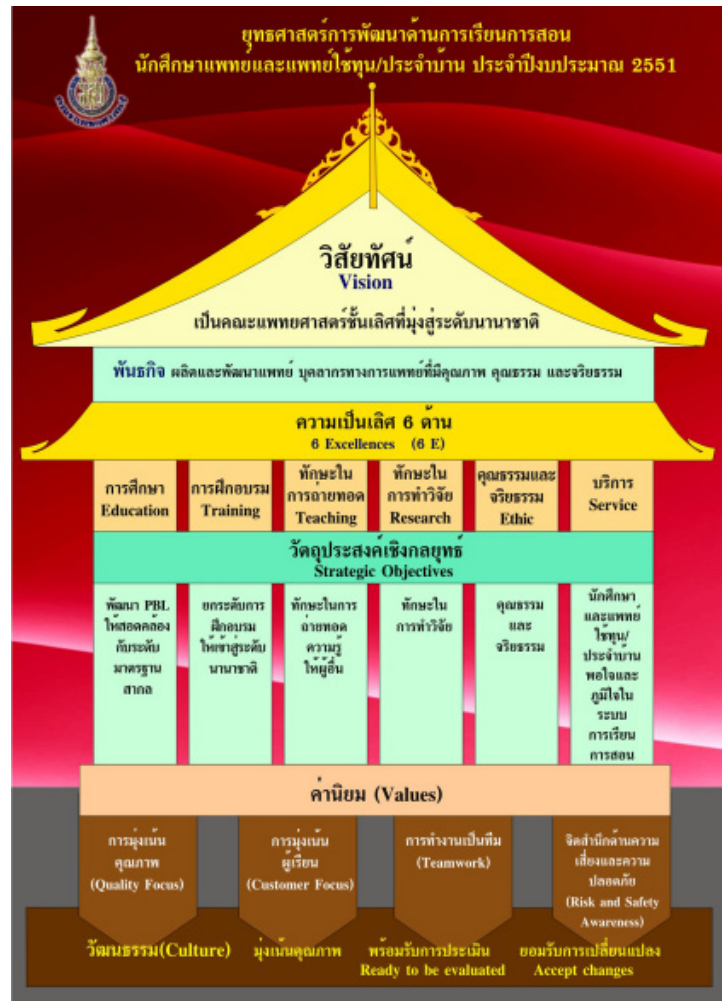 ยุทธศาสตร์การพัฒนาด้านการเรียนการสอน
นักศึกษาแพทย์และแพทย์ใช้ทุน/ประจำบ้าน ประจำปีงบประมาณ 2551
วิสัยทัศน์
Vision
เป็นคณะแพทยศาสตร์ชั้นเลิศที่มุ่งสู่ระดับนานาชาติ
พันธกิจ ผลิตและพัฒนาแพทย์ บุคลากรทางการแพทย์ที่มีคุณภาพ คุณธรรม และจริยธรรม
ความเป็นเลิศ 6 ด้าน
6 Excellences (6 E)
การศึกษา
Education
การฝึกอบรม
Training
ทักษะใน
การถ่ายทอด
Teaching
ทักษะใน
การทำวิจัย
Research
คุณธรรมและ
จริยธรรม
Ethic
บริการ
Service
วัตถุประสงค์เชิงกลยุทธ์
Strategic Objectives
พัฒนา PBL
ให้สอดคล้อง
กับระดับ
มาตรฐาน
สากล
ยกระดับการ
ฝึกอบรม
ให้เข้าสู่ระดับ
นานาชาติ
ทักษะในการ
ถ่ายทอด
ความรู้
ให้ผู้อื่น
ทักษะใน
การทำวิจัย
คุณธรรม
และ
จริยธรรม
นักศึกษา
และแพทย์
ใช้ทุน/
ประจำบ้าน
พอใจและ
ภูมิใจใน
ระบบ
การเรียน
การสอน
ค่านิยม (Values)
การมุ่งเน้น
คุณภาพ
(Quality Focus)
การมุ่งเน้น
ผู้เรียน
(Customer Focus)
การทำงานเป็นทีม
(Teamwork)
จิตสำนึกด้านความ
เสี่ยงและความ
ปลอดภัย
(Risk and Safety
Awareness)
วัฒนธรรม(Culture)
มุ่งเน้นคุณภาพ
พร้อมรับการประเมิน
Ready to be evaluated
ยอมรับการเปลี่ยนแปลง
Accept changes